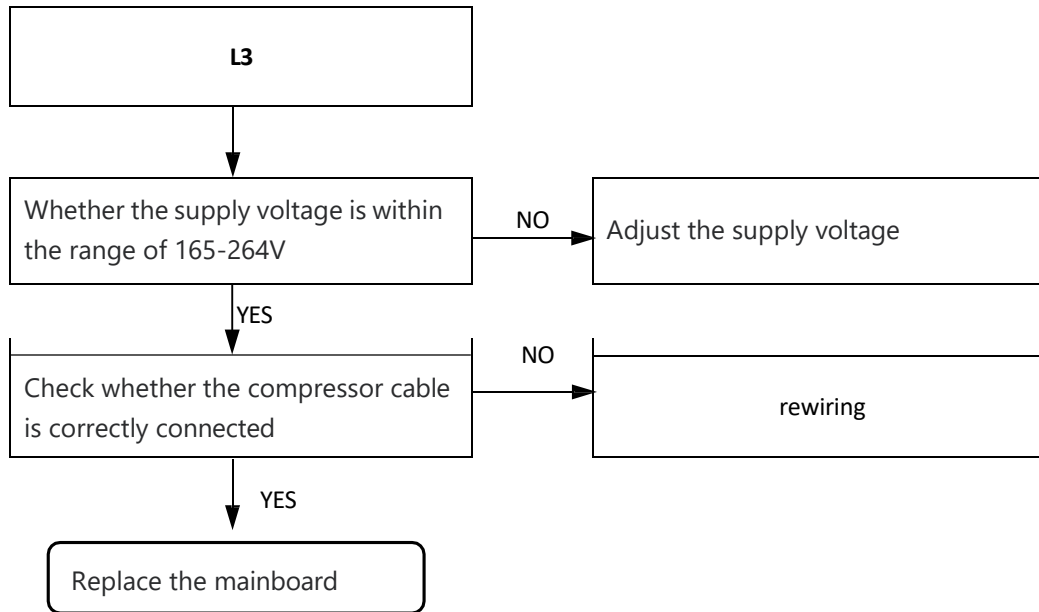 L3
Whether the supply voltage is within
the range of 165-264V
NO
Adjust the supply voltage
YES
Check whether the compressor cable
is correctly connected
NO
rewiring
YES
Replace the mainboard